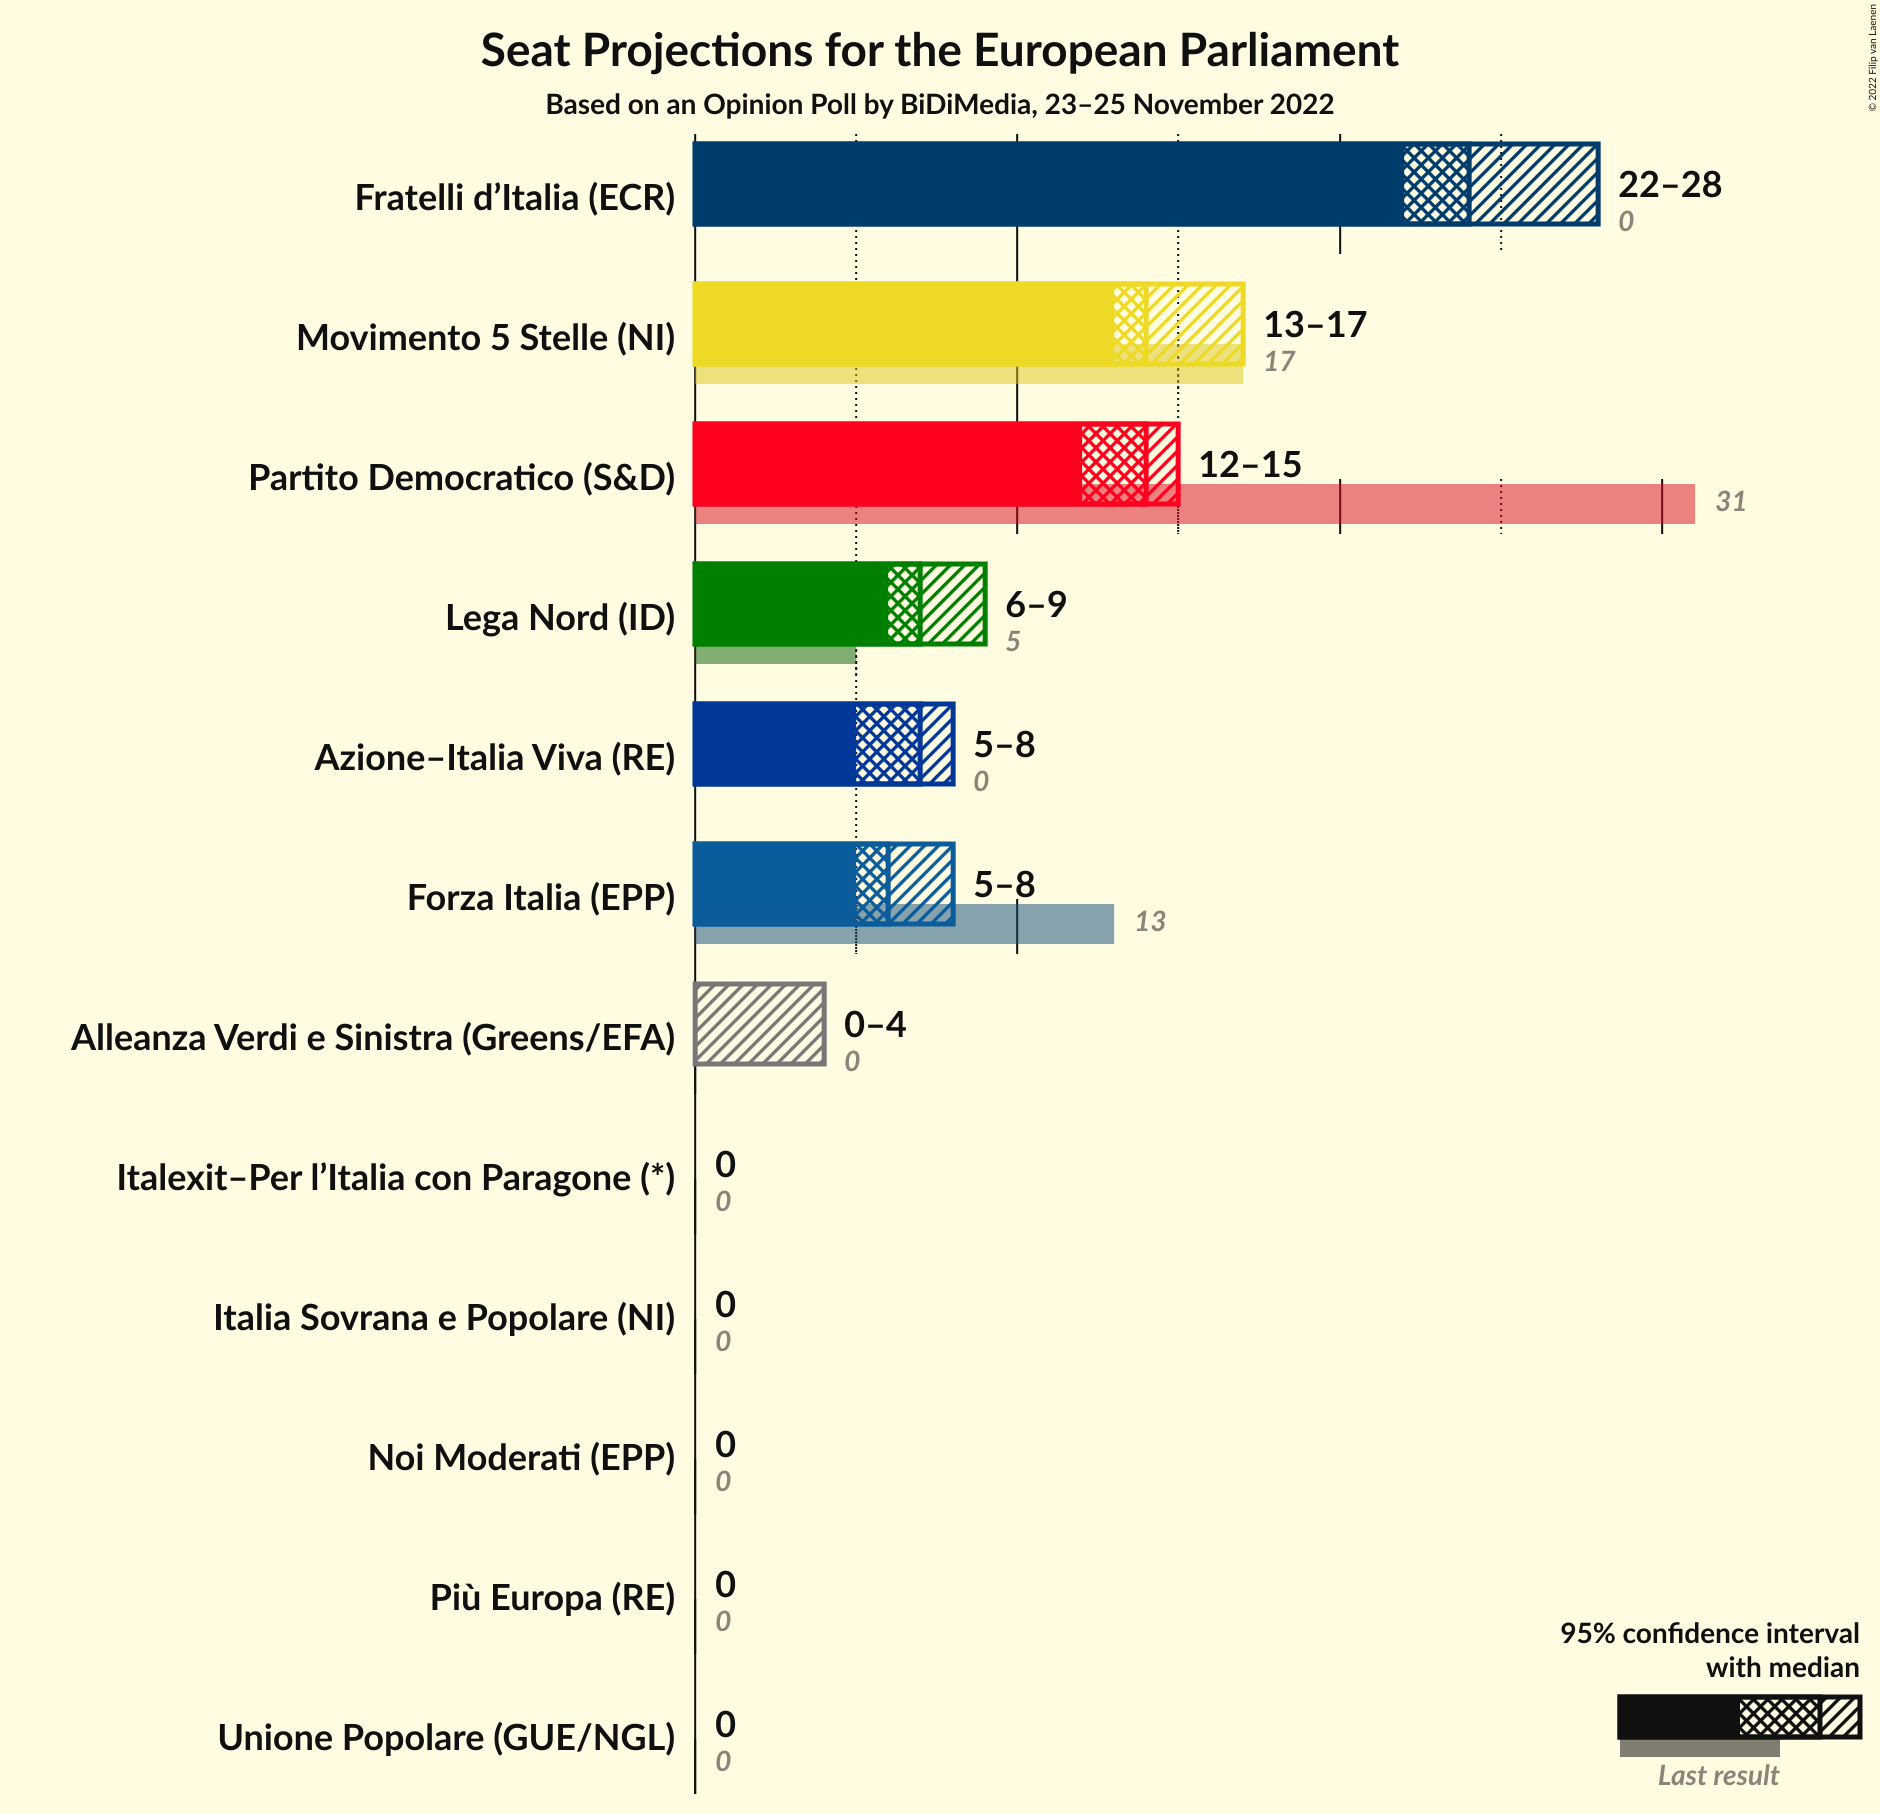 Seat Projections for the European Parliament
Based on an Opinion Poll by BiDiMedia, 23–25 November 2022
© 2022 Filip van Laenen
Fratelli d’Italia (ECR)
22–28
0
Movimento 5 Stelle (NI)
13–17
17
Partito Democratico (S&D)
12–15
31
Lega Nord (ID)
6–9
5
Azione–Italia Viva (RE)
5–8
0
Forza Italia (EPP)
5–8
13
Alleanza Verdi e Sinistra (Greens/EFA)
0–4
0
Italexit–Per l’Italia con Paragone (*)
0
0
Italia Sovrana e Popolare (NI)
0
0
Noi Moderati (EPP)
0
0
Più Europa (RE)
0
0
Unione Popolare (GUE/NGL)
0
0
95% confidence interval
with median
Last result